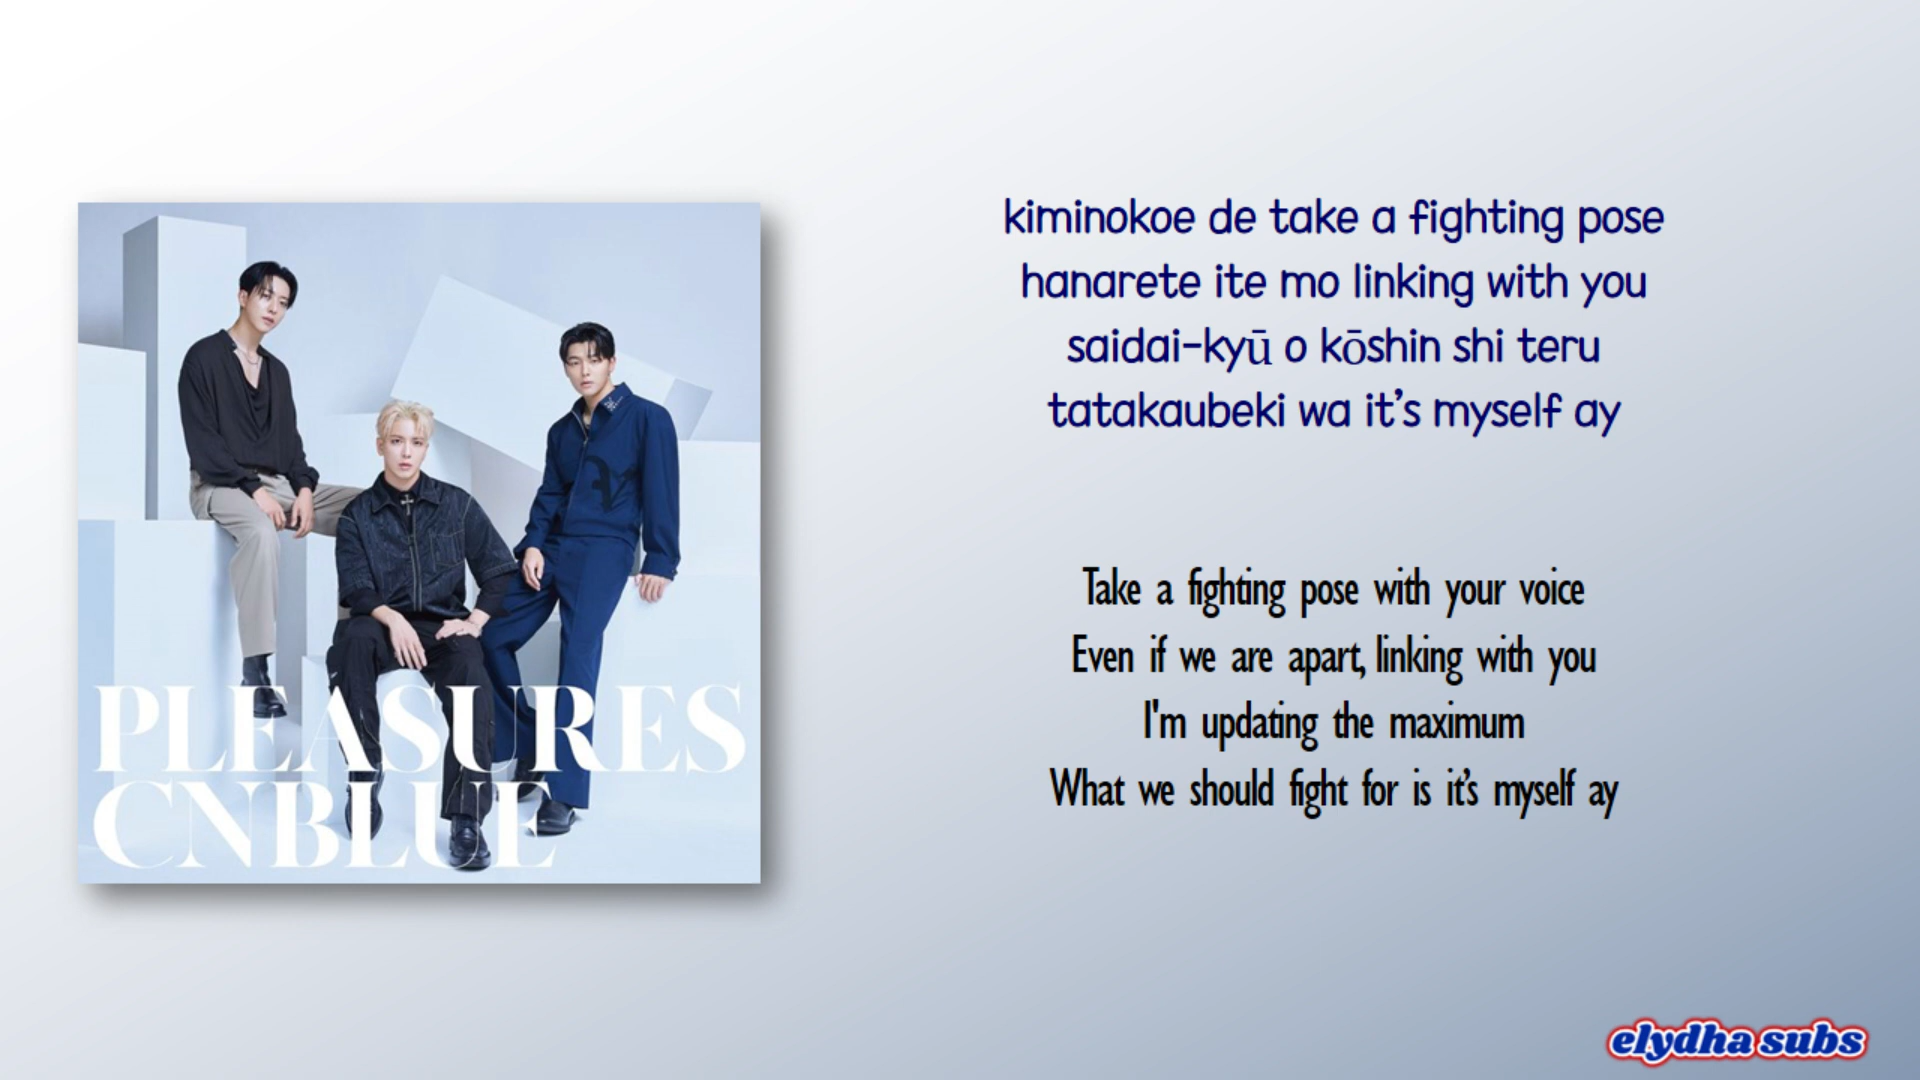 PLEASURES
CNBLUE
kiminokoe de take a fighting pose
hanarete ite mo linking with you
saidai-kyū o kōshin shi teru
tatakaubeki wa it's myself ay
Take a fighting pose with your voice
Even if we are apart, linking with you
I'm updating the maximum
What we should fight for is it's myself ay
elydha subs